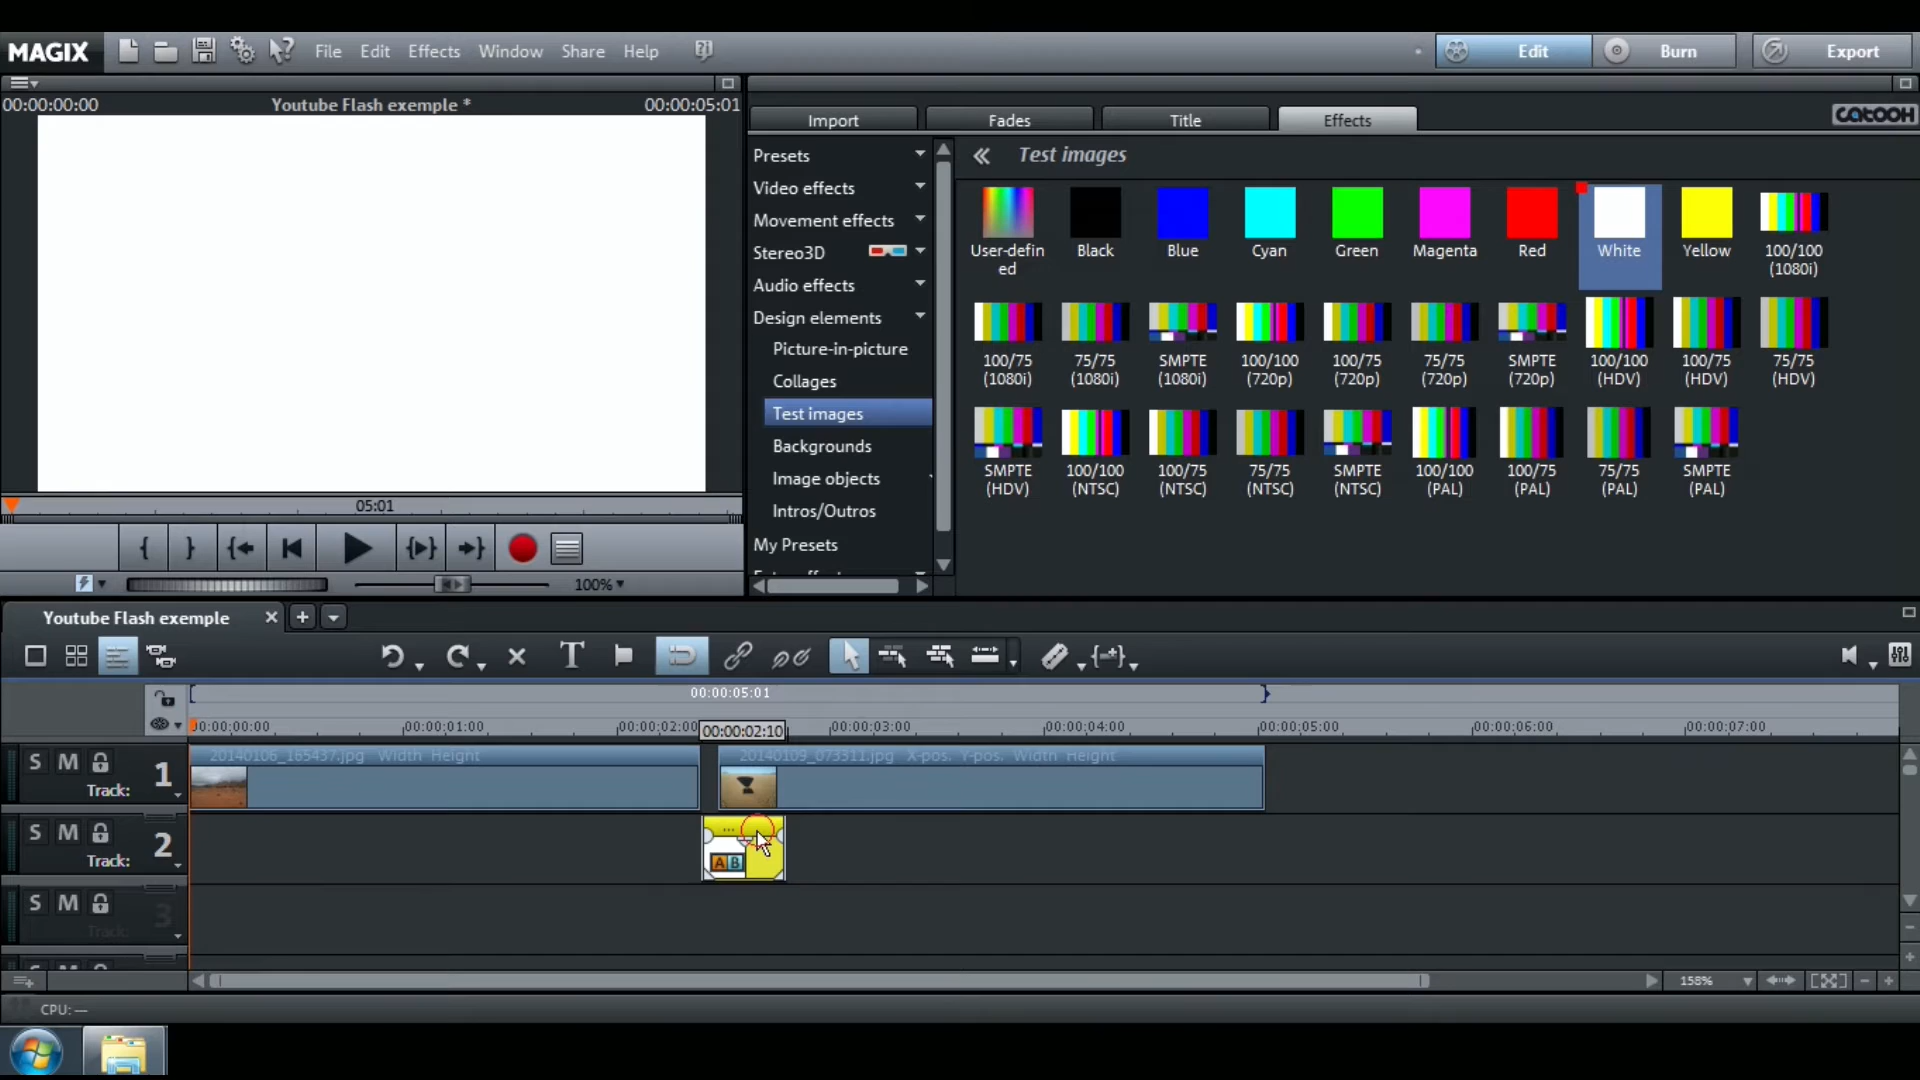 MAGIX File Edit Effects Window Share Help Edit Burn Export
00:00:00:00 Youtube Flash exemple * 00:00:05:01
Import Fades Title Effects CATOOH
Presets
Video effects
Movement effects
Stereo3D
Audio effects
Design elements
Picture-in-picture
Collages
Test images
Backgrounds
Image objects
Intros/Outros
My Presets
Test images
User-defin
ed
Black
Blue
Cyan
Green
Magenta
Red
White
Yellow
100/100
(1080i)
100/75
(1080i)
75/75
(1080i)
SMPTE
(1080i)
100/100
(720p)
100/75
(720p)
75/75
(720p)
SMPTE
(720p)
100/100
(HDV)
100/75
(HDV)
75/75
(HDV)
SMPTE
(HDV)
100/100
(NTSC)
100/75
(NTSC)
75/75
(NTSC)
SMPTE
(NTSC)
100/100
(PAL)
100/75
(PAL)
75/75
(PAL)
SMPTE
(PAL)
05:01
100%
Youtube Flash exemple
T
00:00:05:01
00:00:00:00 00:00:01:00 00:00:02:00 00:00:02:10 00:00:03:00 00:00:04:00 00:00:05:00 00:00:06:00 00:00:07:00
S M 1
Track:
20140106_165437.jpg Width Height
20140109_073311.jpg X-pos, Y-pos, Width Height
S M 2
Track:
... A B
S M 3
Track:
158%
CPU: —